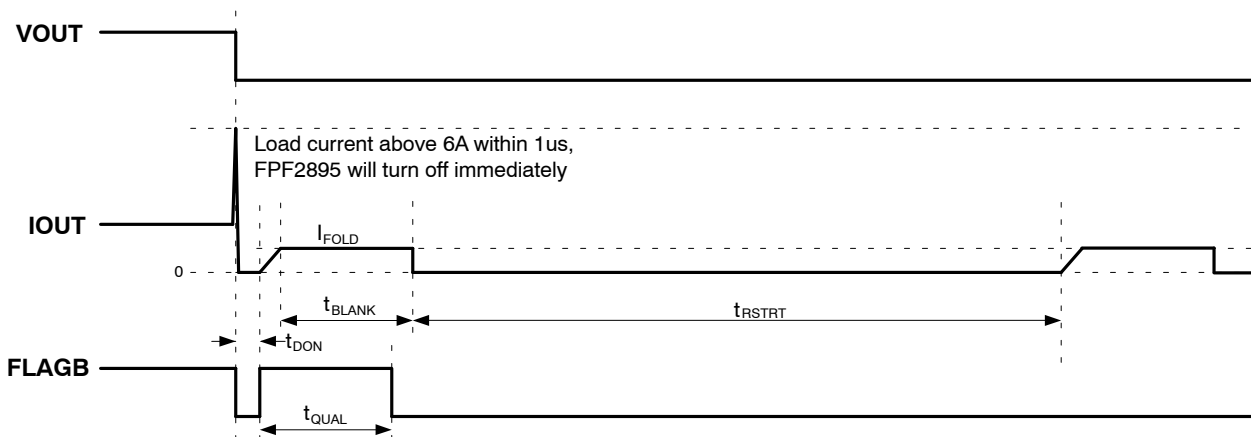 VOUT
Load current above 6A within 1us,
FPF2895 will turn off immediately
IOUT
IFOLD
0
tBLANK
tRSTRT
tDON
FLAGB
tQUAL